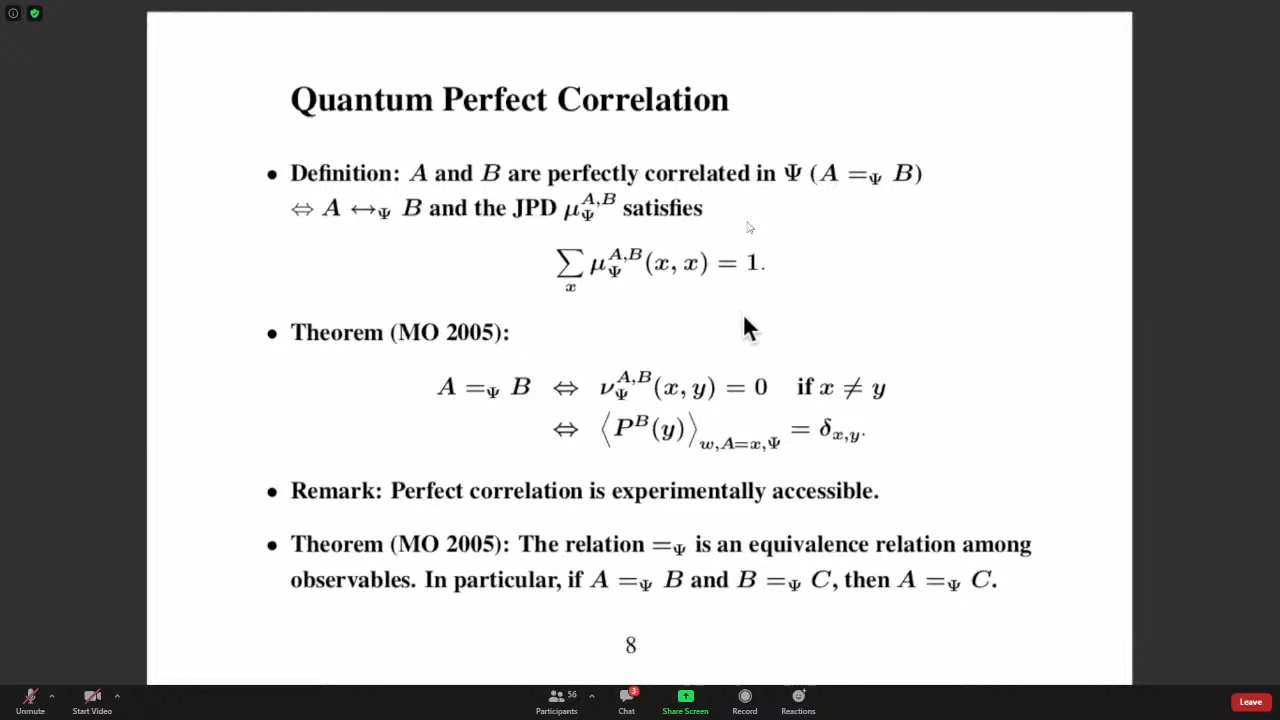 Quantum Perfect Correlation
• Definition: A and B are perfectly correlated in Ψ (A =_Ψ B)
⇔ A ↔_Ψ B and the JPD μ_Ψ^{A,B} satisfies
∑_x μ_Ψ^{A,B}(x, x) = 1.
• Theorem (MO 2005):
A =_Ψ B ⇔ ν_Ψ^{A,B}(x, y) = 0 if x ≠ y
⇔ ⟨P^B(y)⟩_{w,A=x,Ψ} = δ_{x,y}.
• Remark: Perfect correlation is experimentally accessible.
• Theorem (MO 2005): The relation =_Ψ is an equivalence relation among
observables. In particular, if A =_Ψ B and B =_Ψ C, then A =_Ψ C.
8
Unmute
Start Video
56
Participants
3
Chat
Share Screen
Record
Reactions
Leave